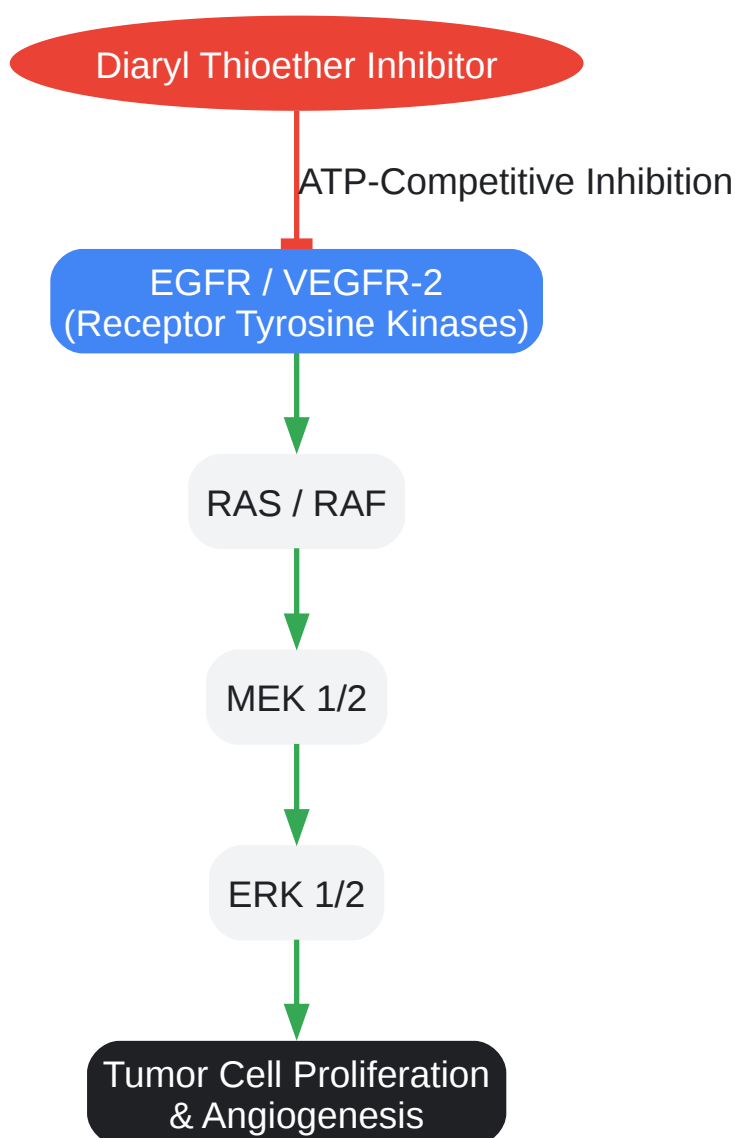 Diaryl Thioether Inhibitor
ATP-Competitive Inhibition
EGFR / VEGFR-2
(Receptor Tyrosine Kinases)
RAS / RAF
MEK 1/2
ERK 1/2
Tumor Cell Proliferation
& Angiogenesis